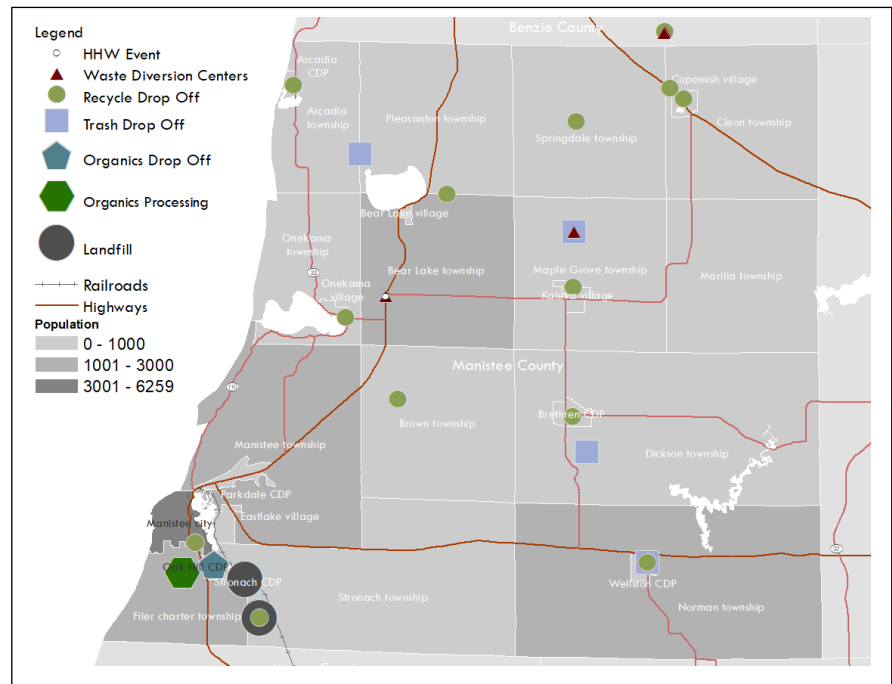 Legend
HHW Event
Waste Diversion Centers
Recycle Drop Off
Trash Drop Off
Organics Drop Off
Organics Processing
Landfill
Railroads
Highways
Population
0 - 1000
1001 - 3000
3001 - 6259
Benzie County
Arcadia
CDP
Arcadia
township
Pleasanton township
Springdale township
Copemish village
Cleon township
Bear Lake village
Onekama
township
Bear Lake township
Maple Grove township
Marilla township
22
Onekama
village
Kaleva village
Manistee County
110
Brown township
Brethren CDP
Manistee township
Dickson township
Parkdale CDP
Eastlake village
Manistee city
37
Oak Hill CDP
Stronach CDP
Wellston CDP
Stronach township
Norman township
Filer charter township